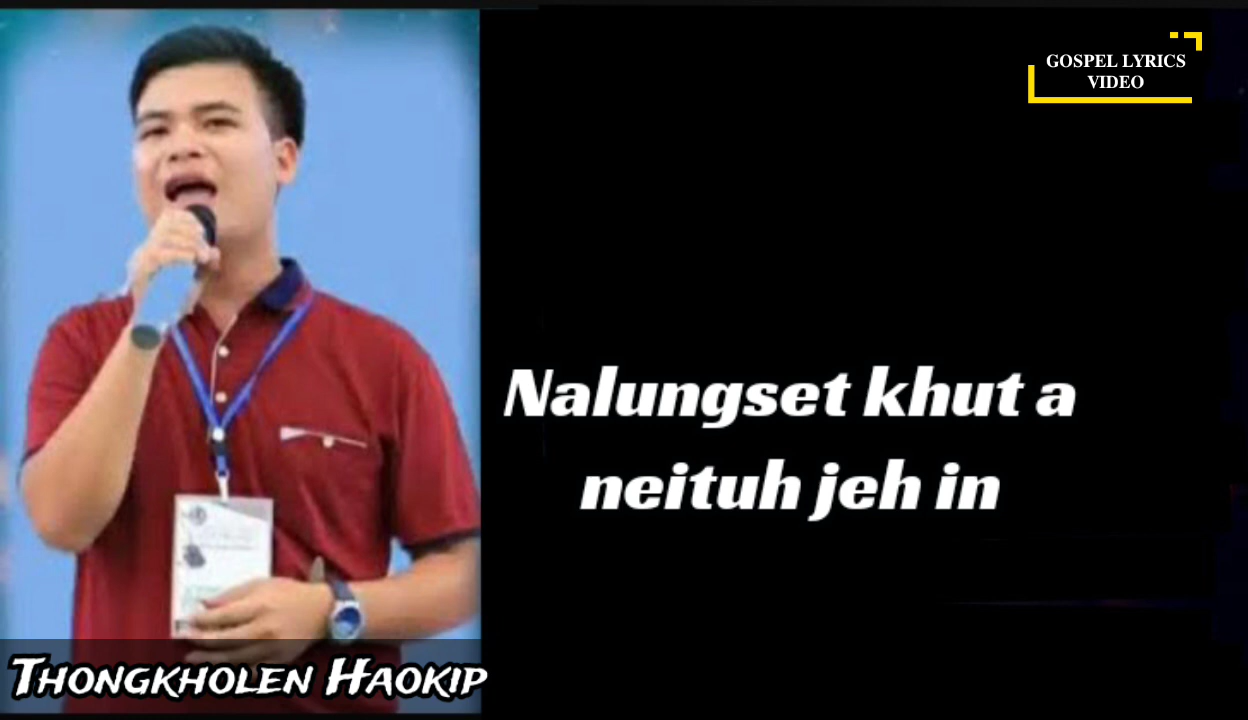 GOSPEL LYRICS
VIDEO
Nalungset khut a
neituh jeh in
THONGKHOLEN HAOKIP